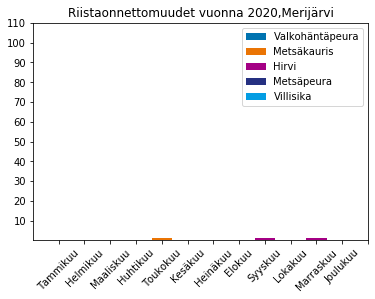 Riistaonnettomuudet vuonna 2020,Merijärvi
110
100
90
80
70
60
50
40
30
20
10
Valkohäntäpeura
Metsäkauris
Hirvi
Metsäpeura
Villisika
Tammikuu
Helmikuu
Maaliskuu
Huhtikuu
Toukokuu
Kesäkuu
Heinäkuu
Elokuu
Syyskuu
Lokakuu
Marraskuu
Joulukuu